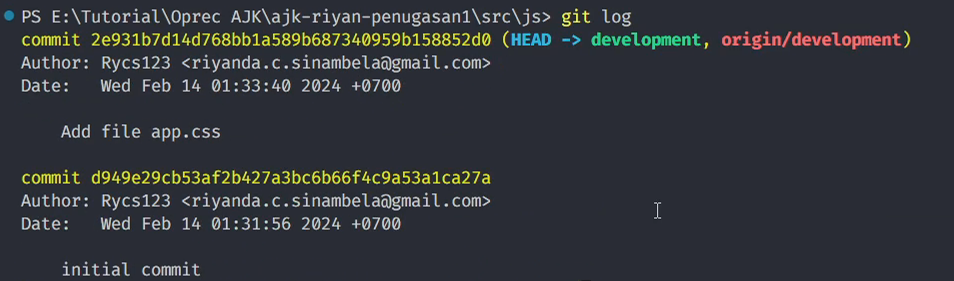 PS E:\Tutorial\Oprec AJK\ajk-riyan-penugasan1\src\js> git log
commit 2e931b7d14d768bb1a589b687340959b158852d0 (HEAD -> development, origin/development)
Author: Rycs123 <riyanda.c.sinambela@gmail.com>
Date:   Wed Feb 14 01:33:40 2024 +0700
    Add file app.css
commit d949e29cb53af2b427a3bc6b66f4c9a53a1ca27a
Author: Rycs123 <riyanda.c.sinambela@gmail.com>
Date:   Wed Feb 14 01:31:56 2024 +0700
    initial commit